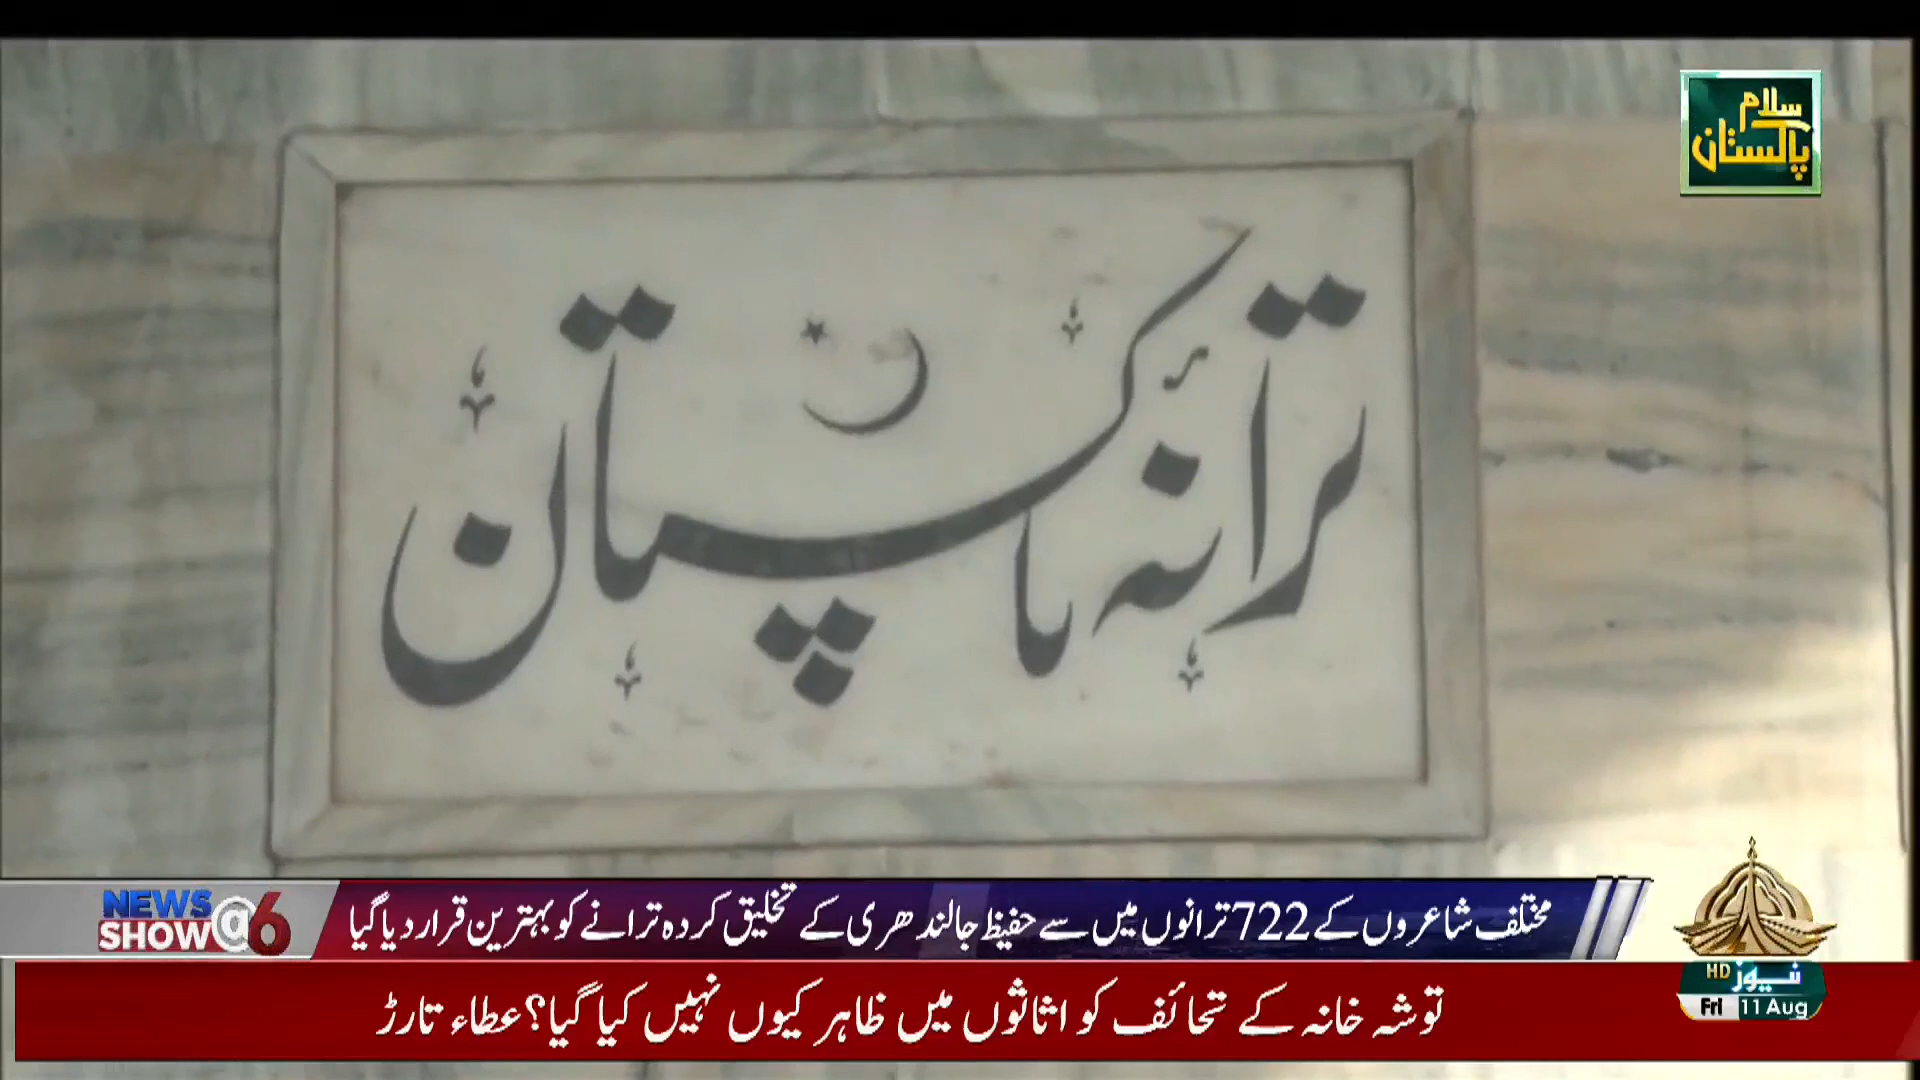 سلام
پاکستان
ترانۂ پاکستان
مختلف شاعروں کے 722 ترانوں میں سے حفیظ جالندھری کے تخلیق کردہ ترانے کو بہترین قرار دیا گیا
NEWS
SHOW@6
توشہ خانہ کے تحائف کو اثاثوں میں ظاہر کیوں نہیں کیا گیا؟ عطاء تارڑ
نیوز HD
Fri 11 Aug